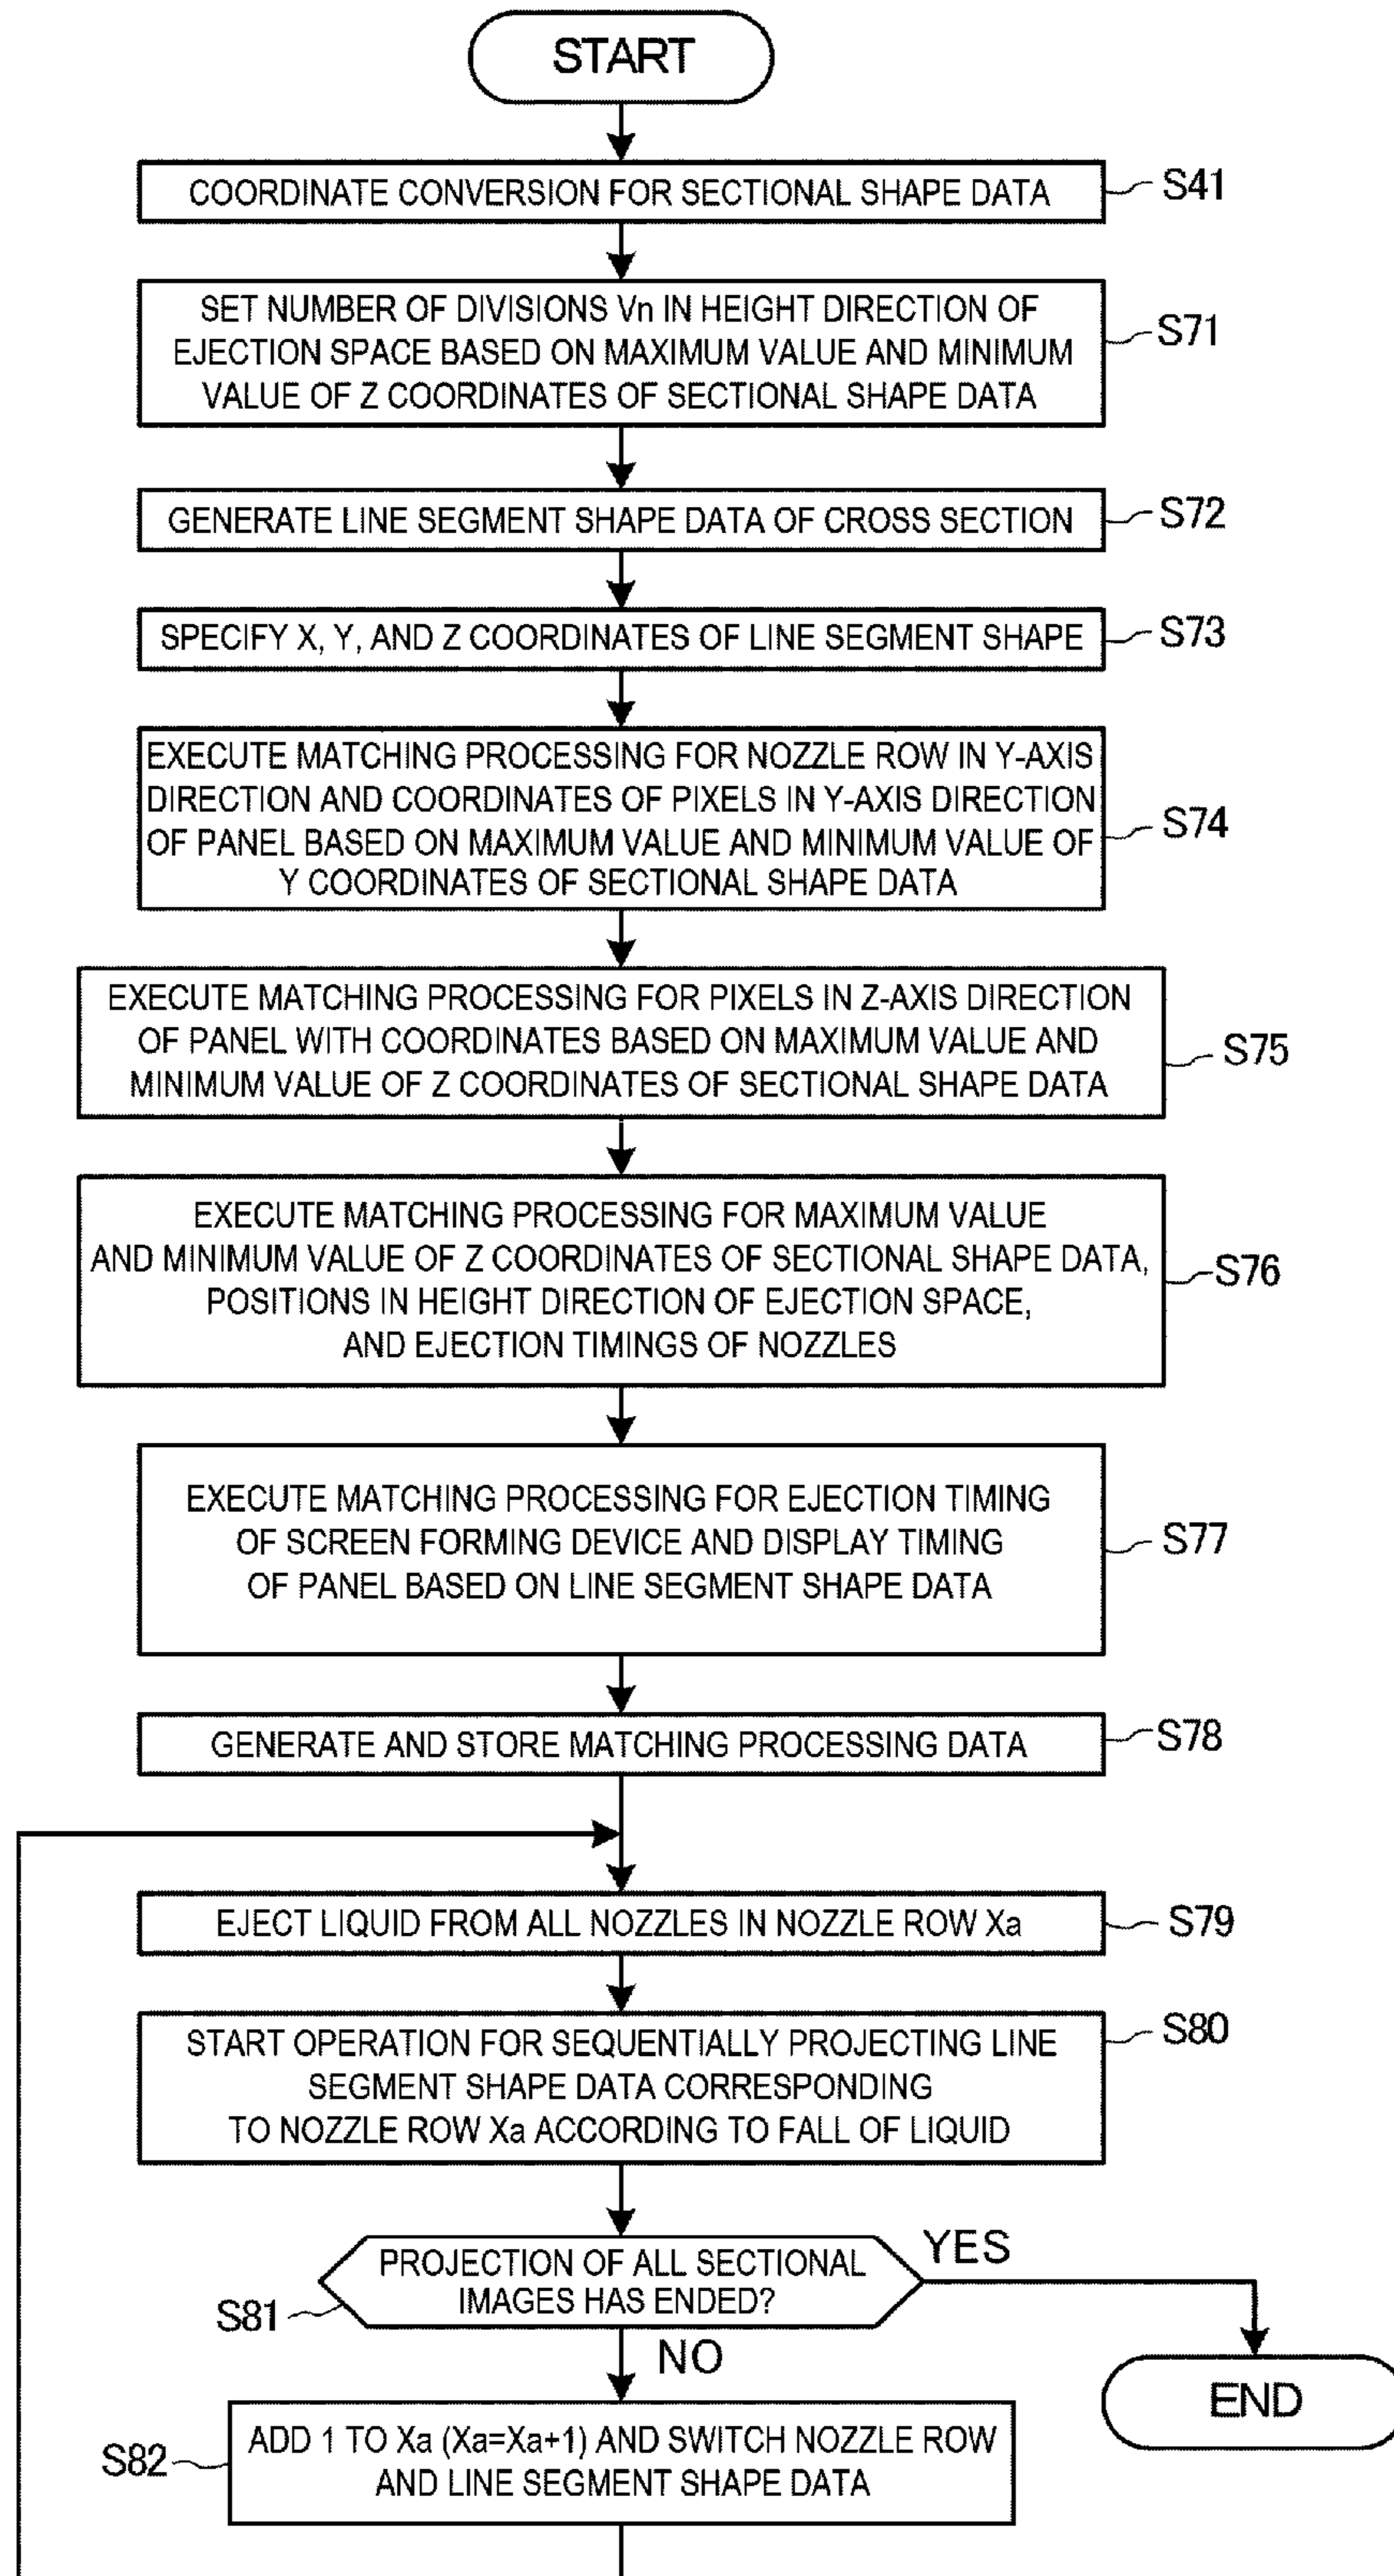 START
COORDINATE CONVERSION FOR SECTIONAL SHAPE DATA
S41
SET NUMBER OF DIVISIONS Vn IN HEIGHT DIRECTION OF
EJECTION SPACE BASED ON MAXIMUM VALUE AND MINIMUM
VALUE OF Z COORDINATES OF SECTIONAL SHAPE DATA
S71
GENERATE LINE SEGMENT SHAPE DATA OF CROSS SECTION
S72
SPECIFY X, Y, AND Z COORDINATES OF LINE SEGMENT SHAPE
S73
EXECUTE MATCHING PROCESSING FOR NOZZLE ROW IN Y-AXIS
DIRECTION AND COORDINATES OF PIXELS IN Y-AXIS DIRECTION
OF PANEL BASED ON MAXIMUM VALUE AND MINIMUM VALUE OF
Y COORDINATES OF SECTIONAL SHAPE DATA
S74
EXECUTE MATCHING PROCESSING FOR PIXELS IN Z-AXIS DIRECTION
OF PANEL WITH COORDINATES BASED ON MAXIMUM VALUE AND
MINIMUM VALUE OF Z COORDINATES OF SECTIONAL SHAPE DATA
S75
EXECUTE MATCHING PROCESSING FOR MAXIMUM VALUE
AND MINIMUM VALUE OF Z COORDINATES OF SECTIONAL SHAPE DATA,
POSITIONS IN HEIGHT DIRECTION OF EJECTION SPACE,
AND EJECTION TIMINGS OF NOZZLES
S76
EXECUTE MATCHING PROCESSING FOR EJECTION TIMING
OF SCREEN FORMING DEVICE AND DISPLAY TIMING
OF PANEL BASED ON LINE SEGMENT SHAPE DATA
S77
GENERATE AND STORE MATCHING PROCESSING DATA
S78
EJECT LIQUID FROM ALL NOZZLES IN NOZZLE ROW Xa
S79
START OPERATION FOR SEQUENTIALLY PROJECTING LINE
SEGMENT SHAPE DATA CORRESPONDING
TO NOZZLE ROW Xa ACCORDING TO FALL OF LIQUID
S80
PROJECTION OF ALL SECTIONAL
IMAGES HAS ENDED?
S81
YES
NO
END
ADD 1 TO Xa (Xa=Xa+1) AND SWITCH NOZZLE ROW
AND LINE SEGMENT SHAPE DATA
S82